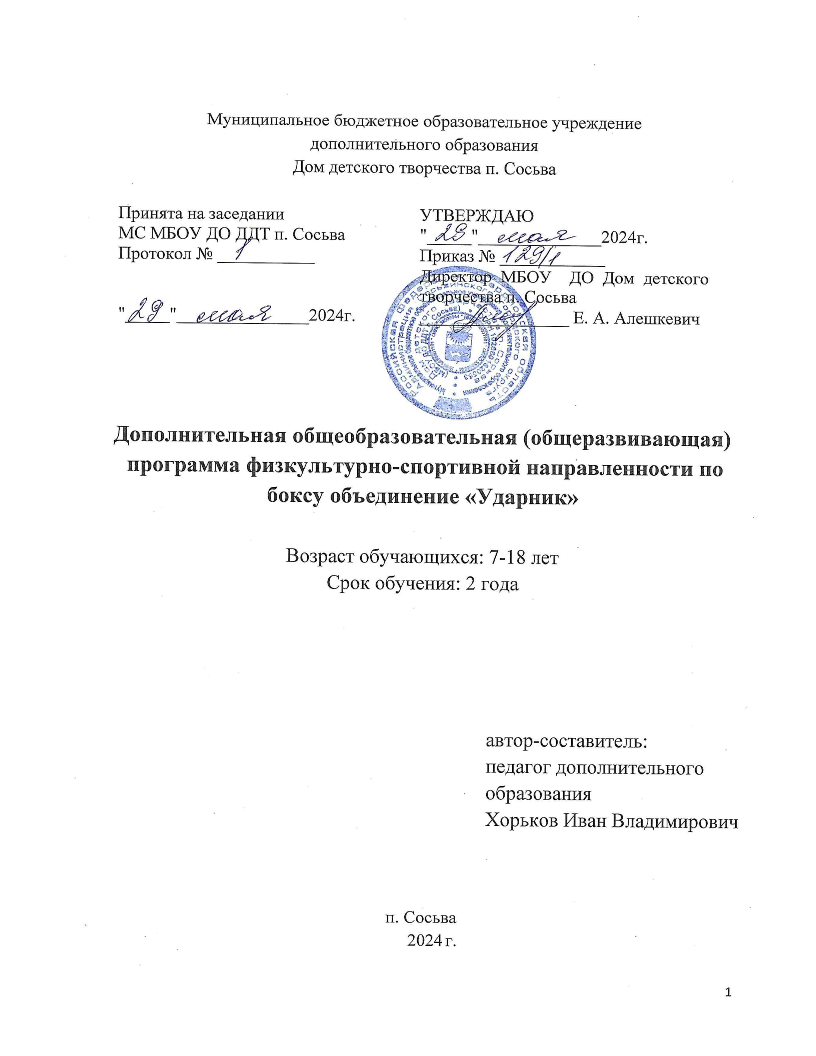 Муниципальное бюджетное образовательное учреждение
дополнительного образования
Дом детского творчества п. Сосьва
Принята на заседании
МС МБОУ ДО ДДТ п. Сосьва
Протокол № 1
"29" мая 2024г.
УТВЕРЖДАЮ
"29" мая 2024г.
Приказ № 129/1
Директор МБОУ ДО Дом детского
творчества п. Сосьва
Е. А. Алешкевич
Дополнительная общеобразовательная (общеразвивающая)
программа физкультурно-спортивной направленности по
боксу объединение «Ударник»
Возраст обучающихся: 7-18 лет
Срок обучения: 2 года
автор-составитель:
педагог дополнительного
образования
Хорьков Иван Владимирович
п. Сосьва
2024 г.
1